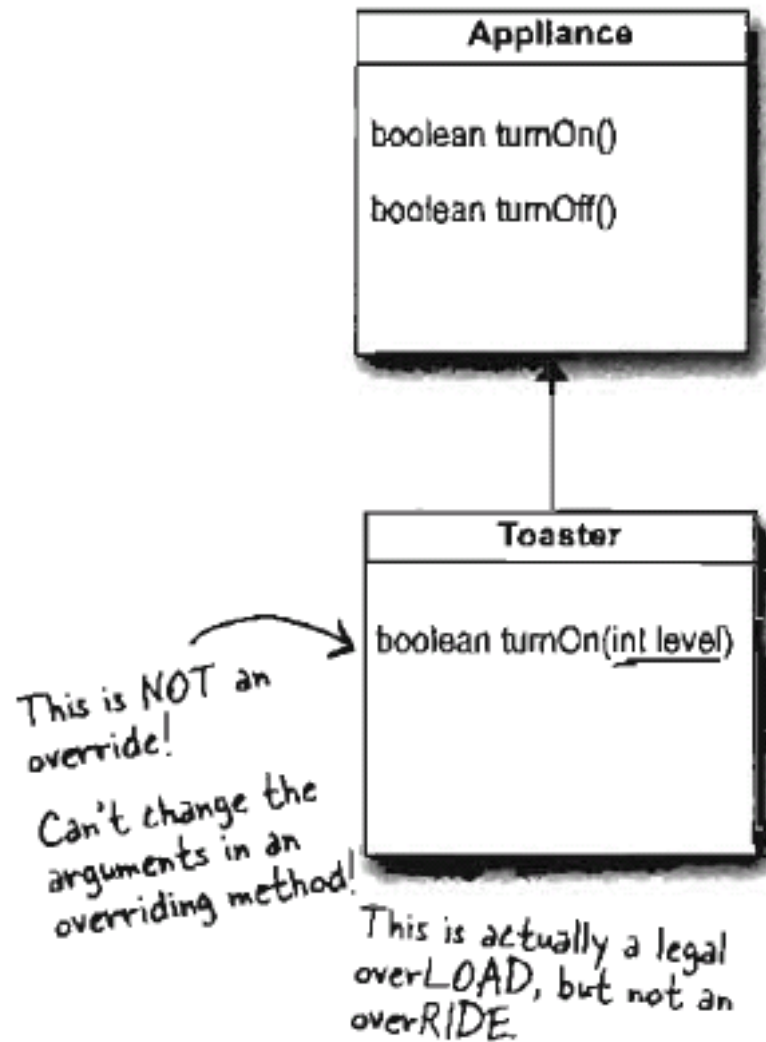 Appliance
boolean turnOn()
boolean turnOff()
Toaster
boolean turnOn(int level)
This is NOT an
override!
Can't change the
arguments in an
overriding method!
This is actually a legal
overLOAD, but not an
overRIDE